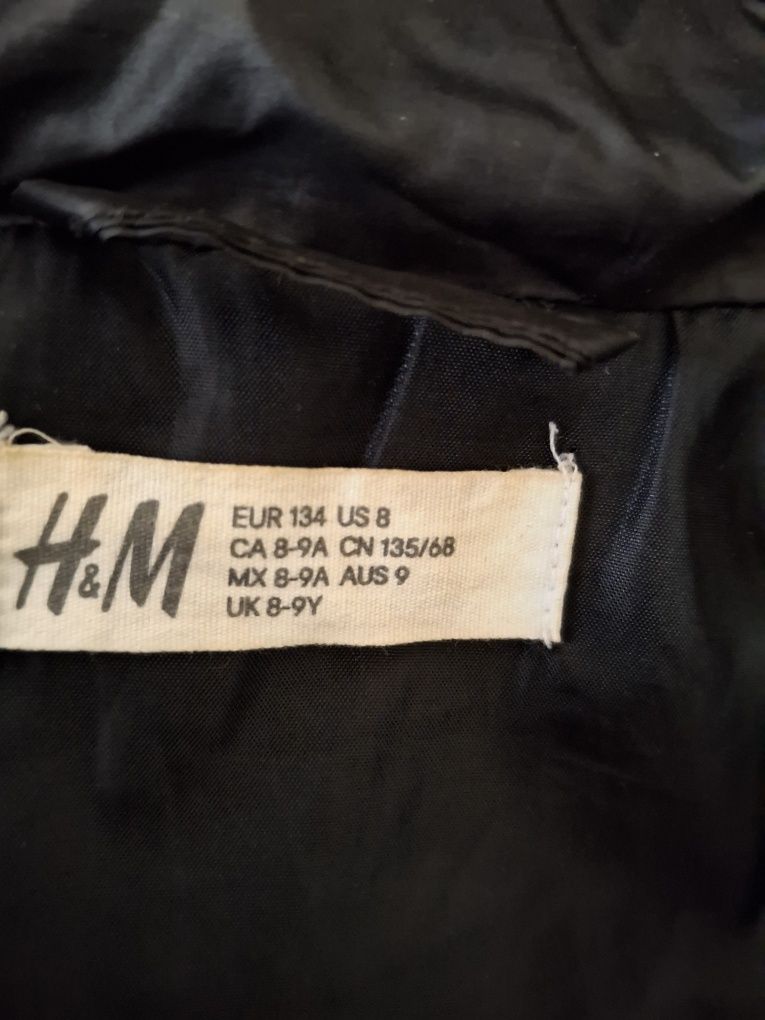 H&M
EUR 134 US 8
CA 8-9A CN 135/68
MX 8-9A AUS 9
UK 8-9Y